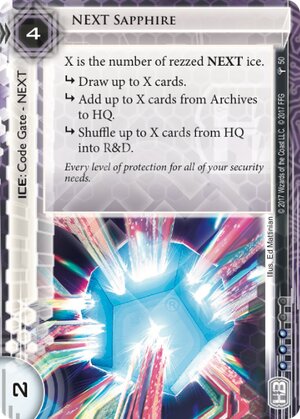 4
NEXT Sapphire
ICE: Code Gate - NEXT
X is the number of rezzed NEXT ice.
↳ Draw up to X cards.
↳ Add up to X cards from Archives
to HQ.
↳ Shuffle up to X cards from HQ
into R&D.
Every level of protection for all of your security
needs.
50
© 2017 Wizards of the Coast LLC. © 2017 FFG
Illus. Ed Mattinian
2
HB